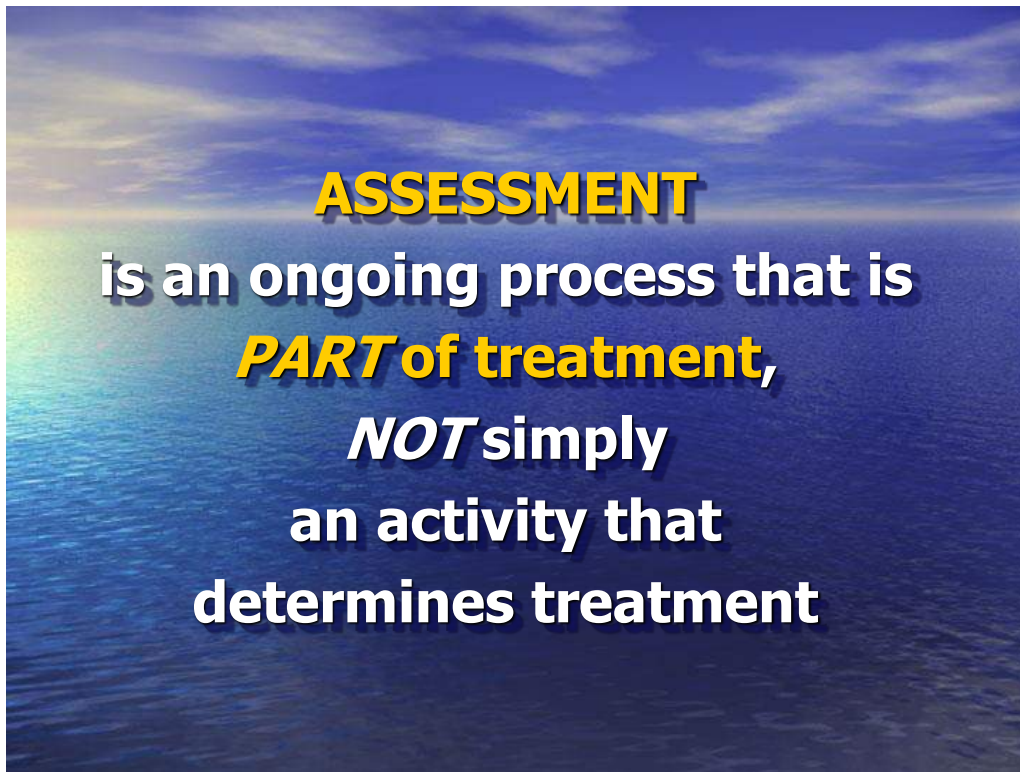 ASSESSMENT
is an ongoing process that is
PART of treatment,
NOT simply
an activity that
determines treatment